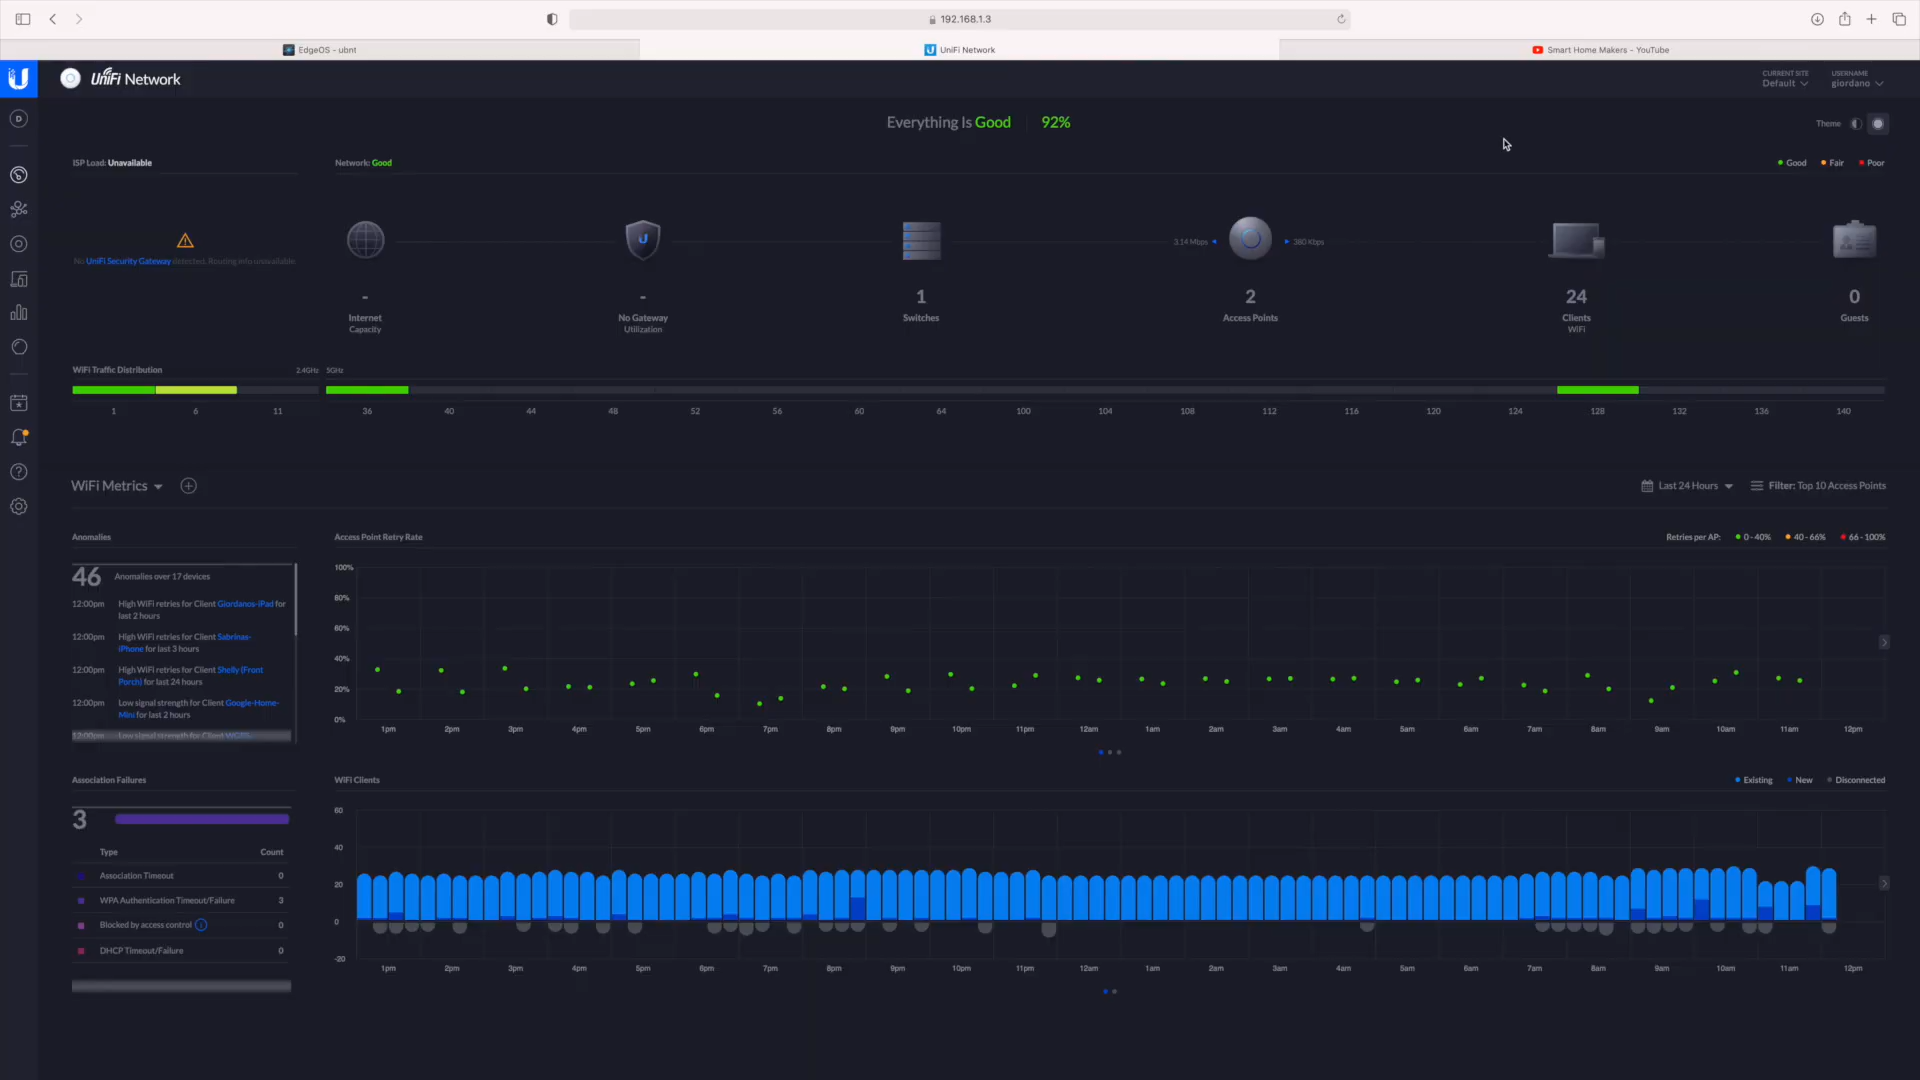 192.168.1.3
EdgeOS - ubnt
UniFi Network
Smart Home Makers - YouTube
UniFi Network
CURRENT SITE
Default
USERNAME
giordano
Everything Is Good
92%
Theme
ISP Load: Unavailable
Network: Good
Good
Fair
Poor
No UniFi Security Gateway detected. Routing info unavailable.
3.14 Mbps
380 Kbps
-
Internet
Capacity
-
No Gateway
Utilization
1
Switches
2
Access Points
24
Clients
WiFi
0
Guests
WiFi Traffic Distribution
2.4GHz
5GHz
1 6 11 36 40 44 48 52 56 60 64 100 104 108 112 116 120 124 128 132 136 140
WiFi Metrics
Last 24 Hours
Filter: Top 10 Access Points
Anomalies
46
Anomalies over 17 devices
12:00pm High WiFi retries for Client Giordanos-iPad for
last 2 hours
12:00pm High WiFi retries for Client Sabrinas-
iPhone for last 3 hours
12:00pm High WiFi retries for Client Shelly (Front
Porch) for last 24 hours
12:00pm Low signal strength for Client Google-Home-
Mini for last 2 hours
12:00pm Low signal strength for Client
Access Point Retry Rate
Retries per AP:
0 - 40%
40 - 66%
66 - 100%
100%
80%
60%
40%
20%
0%
1pm 2pm 3pm 4pm 5pm 6pm 7pm 8pm 9pm 10pm 11pm 12am 1am 2am 3am 4am 5am 6am 7am 8am 9am 10am 11am 12pm
Association Failures
3
Type Count
Association Timeout 0
WPA Authentication Timeout/Failure 3
Blocked by access control 0
DHCP Timeout/Failure 0
WiFi Clients
Existing
New
Disconnected
60
40
20
0
-20
1pm 2pm 3pm 4pm 5pm 6pm 7pm 8pm 9pm 10pm 11pm 12am 1am 2am 3am 4am 5am 6am 7am 8am 9am 10am 11am 12pm